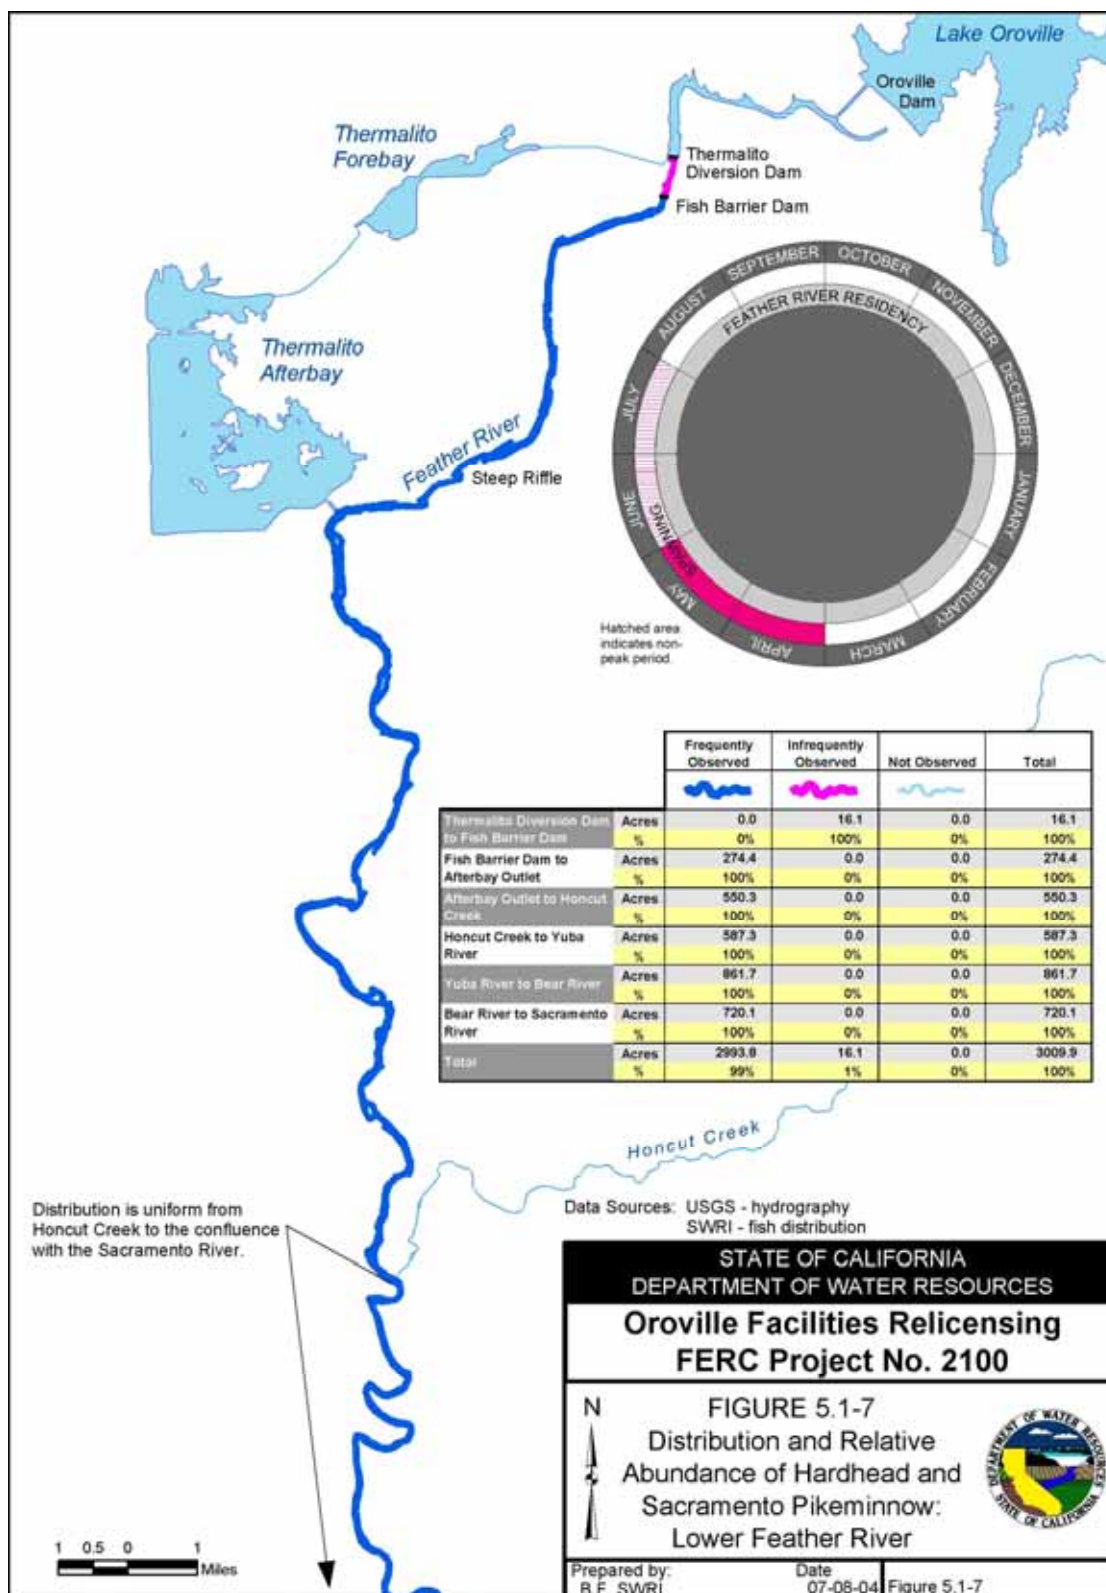 Lake Oroville
Oroville
Dam
Thermalito
Forebay
Thermalito
Diversion Dam
Fish Barrier Dam
Thermalito
Afterbay
Feather River
Steep Riffle
SEPTEMBER
OCTOBER
NOVEMBER
DECEMBER
JANUARY
FEBRUARY
MARCH
APRIL
MAY
JUNE
JULY
AUGUST
FEATHER RIVER RESIDENCY
SPAWNING
Hatched area
indicates non-
peak period.
Frequently Observed Infrequently Observed Not Observed Total
Thermalito Diversion Dam to Fish Barrier Dam Acres 0.0 16.1 0.0 16.1
% 0% 100% 0% 100%
Fish Barrier Dam to Afterbay Outlet Acres 274.4 0.0 0.0 274.4
% 100% 0% 0% 100%
Afterbay Outlet to Honcut Creek Acres 550.3 0.0 0.0 550.3
% 100% 0% 0% 100%
Honcut Creek to Yuba River Acres 587.3 0.0 0.0 587.3
% 100% 0% 0% 100%
Yuba River to Bear River Acres 861.7 0.0 0.0 861.7
% 100% 0% 0% 100%
Bear River to Sacramento River Acres 720.1 0.0 0.0 720.1
% 100% 0% 0% 100%
Total Acres 2993.8 16.1 0.0 3009.9
% 99% 1% 0% 100%
Honcut Creek
Distribution is uniform from
Honcut Creek to the confluence
with the Sacramento River.
Data Sources: USGS - hydrography
SWRI - fish distribution
STATE OF CALIFORNIA
DEPARTMENT OF WATER RESOURCES
Oroville Facilities Relicensing
FERC Project No. 2100
N
FIGURE 5.1-7
Distribution and Relative
Abundance of Hardhead and
Sacramento Pikeminnow:
Lower Feather River
DEPARTMENT OF WATER RESOURCES
STATE OF CALIFORNIA
1 0.5 0 1
Miles
Prepared by: Date
B.E. SWRI 07-08-04 Figure 5.1-7